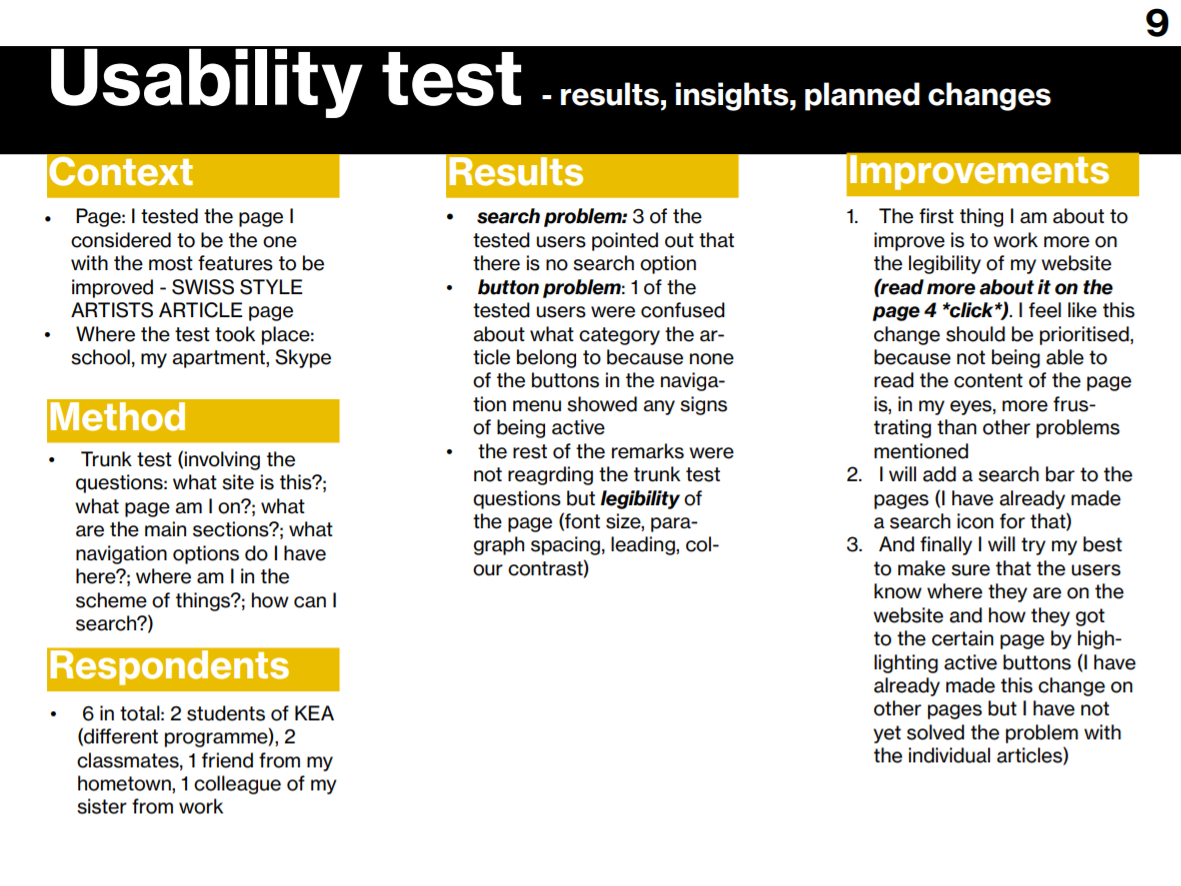 9
Usability test - results, insights, planned changes
Context
• Page: I tested the page I
considered to be the one
with the most features to be
improved - SWISS STYLE
ARTISTS ARTICLE page
• Where the test took place:
school, my apartment, Skype
Method
• Trunk test (involving the
questions: what site is this?;
what page am I on?; what
are the main sections?; what
navigation options do I have
here?; where am I in the
scheme of things?; how can I
search?)
Respondents
• 6 in total: 2 students of KEA
(different programme), 2
classmates, 1 friend from my
hometown, 1 colleague of my
sister from work
Results
• search problem: 3 of the
tested users pointed out that
there is no search option
• button problem: 1 of the
tested users were confused
about what category the ar-
ticle belong to because none
of the buttons in the naviga-
tion menu showed any signs
of being active
• the rest of the remarks were
not reagrding the trunk test
questions but legibility of
the page (font size, para-
graph spacing, leading, col-
our contrast)
Improvements
1. The first thing I am about to
improve is to work more on
the legibility of my website
(read more about it on the
page 4 *click*). I feel like this
change should be prioritised,
because not being able to
read the content of the page
is, in my eyes, more frus-
trating than other problems
mentioned
2. I will add a search bar to the
pages (I have already made
a search icon for that)
3. And finally I will try my best
to make sure that the users
know where they are on the
website and how they got
to the certain page by high-
lighting active buttons (I have
already made this change on
other pages but I have not
yet solved the problem with
the individual articles)